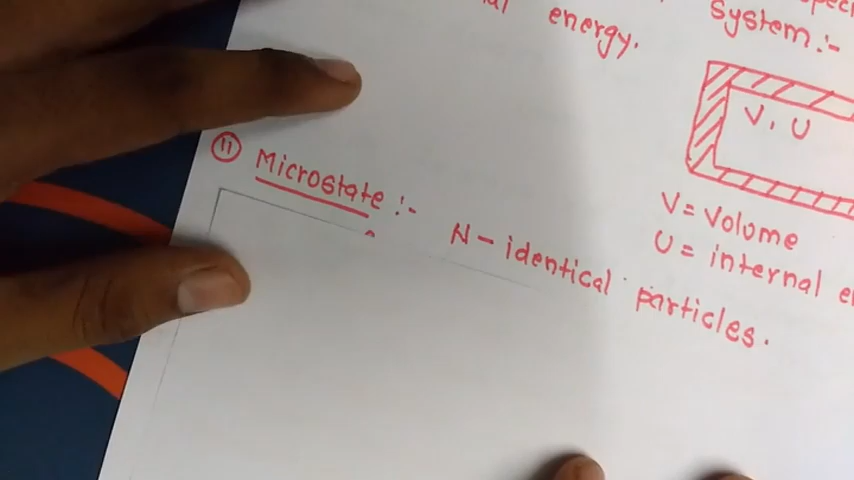 energy.
system:-
V, U
11 Microstate :- N - identical particles.
V = Volume
U = internal